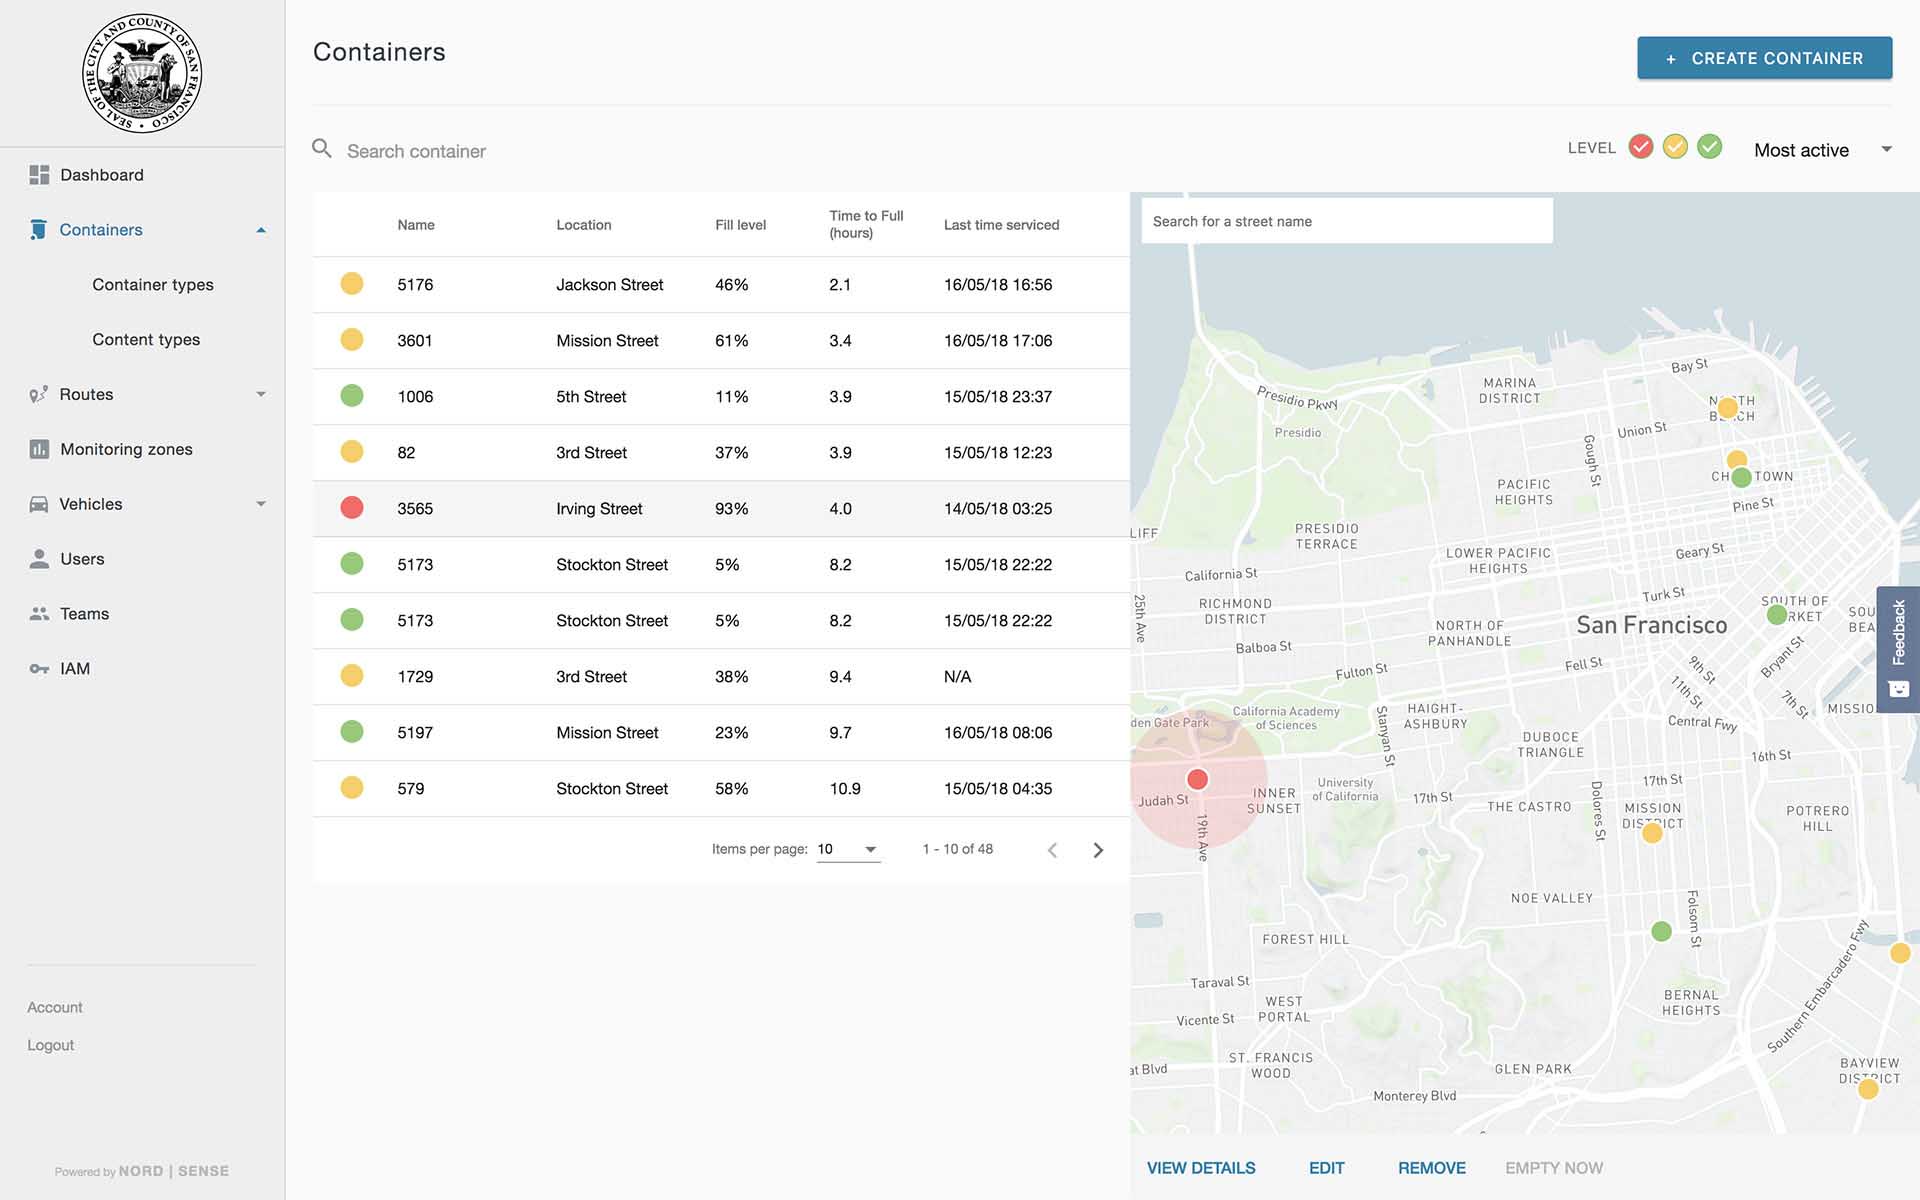 SEAL OF THE CITY AND COUNTY OF SAN FRANCISCO
Dashboard
Containers
Container types
Content types
Routes
Monitoring zones
Vehicles
Users
Teams
IAM
Account
Logout
Powered by NORD | SENSE
Containers
+ CREATE CONTAINER
Search container
LEVEL
Most active
Name Location Fill level Time to Full (hours) Last time serviced
5176 Jackson Street 46% 2.1 16/05/18 16:56
3601 Mission Street 61% 3.4 16/05/18 17:06
1006 5th Street 11% 3.9 15/05/18 23:37
82 3rd Street 37% 3.9 15/05/18 12:23
3565 Irving Street 93% 4.0 14/05/18 03:25
5173 Stockton Street 5% 8.2 15/05/18 22:22
5173 Stockton Street 5% 8.2 15/05/18 22:22
1729 3rd Street 38% 9.4 N/A
5197 Mission Street 23% 9.7 16/05/18 08:06
579 Stockton Street 58% 10.9 15/05/18 04:35
Items per page: 10 1 - 10 of 48
Search for a street name
Bay St
MARINA
DISTRICT
Presidio Pkwy
Presidio
Union St
Gough St
PACIFIC
HEIGHTS
Pine St
LIFF
PRESIDIO
TERRACE
LOWER PACIFIC
HEIGHTS
Geary St
California St
Turk St
25th Ave
RICHMOND
DISTRICT
SOUTH OF
San Francisco
NORTH OF
PANHANDLE
Balboa St
Bryant St
Fulton St
Fell St
9th St
11th St
7th St
California Academy
of Sciences
den Gate Park
Stanyan St
HAIGHT-
ASHBURY
Central Fwy
MISSIO
DUBOCE
TRIANGLE
16th St
University
of California
17th St
Judah St
INNER
SUNSET
17th St
THE CASTRO
Dolores St
MISSION
POTRERO
HILL
19th Ave
NOE VALLEY
Folsom St
FOREST HILL
Southern Embarcadero Fwy
Taraval St
WEST
PORTAL
BERNAL
HEIGHTS
Vicente St
ST. FRANCIS
WOOD
at Blvd
GLEN PARK
BAYVIEW
DISTRICT
Monterey Blvd
Feedback
VIEW DETAILS EDIT REMOVE EMPTY NOW